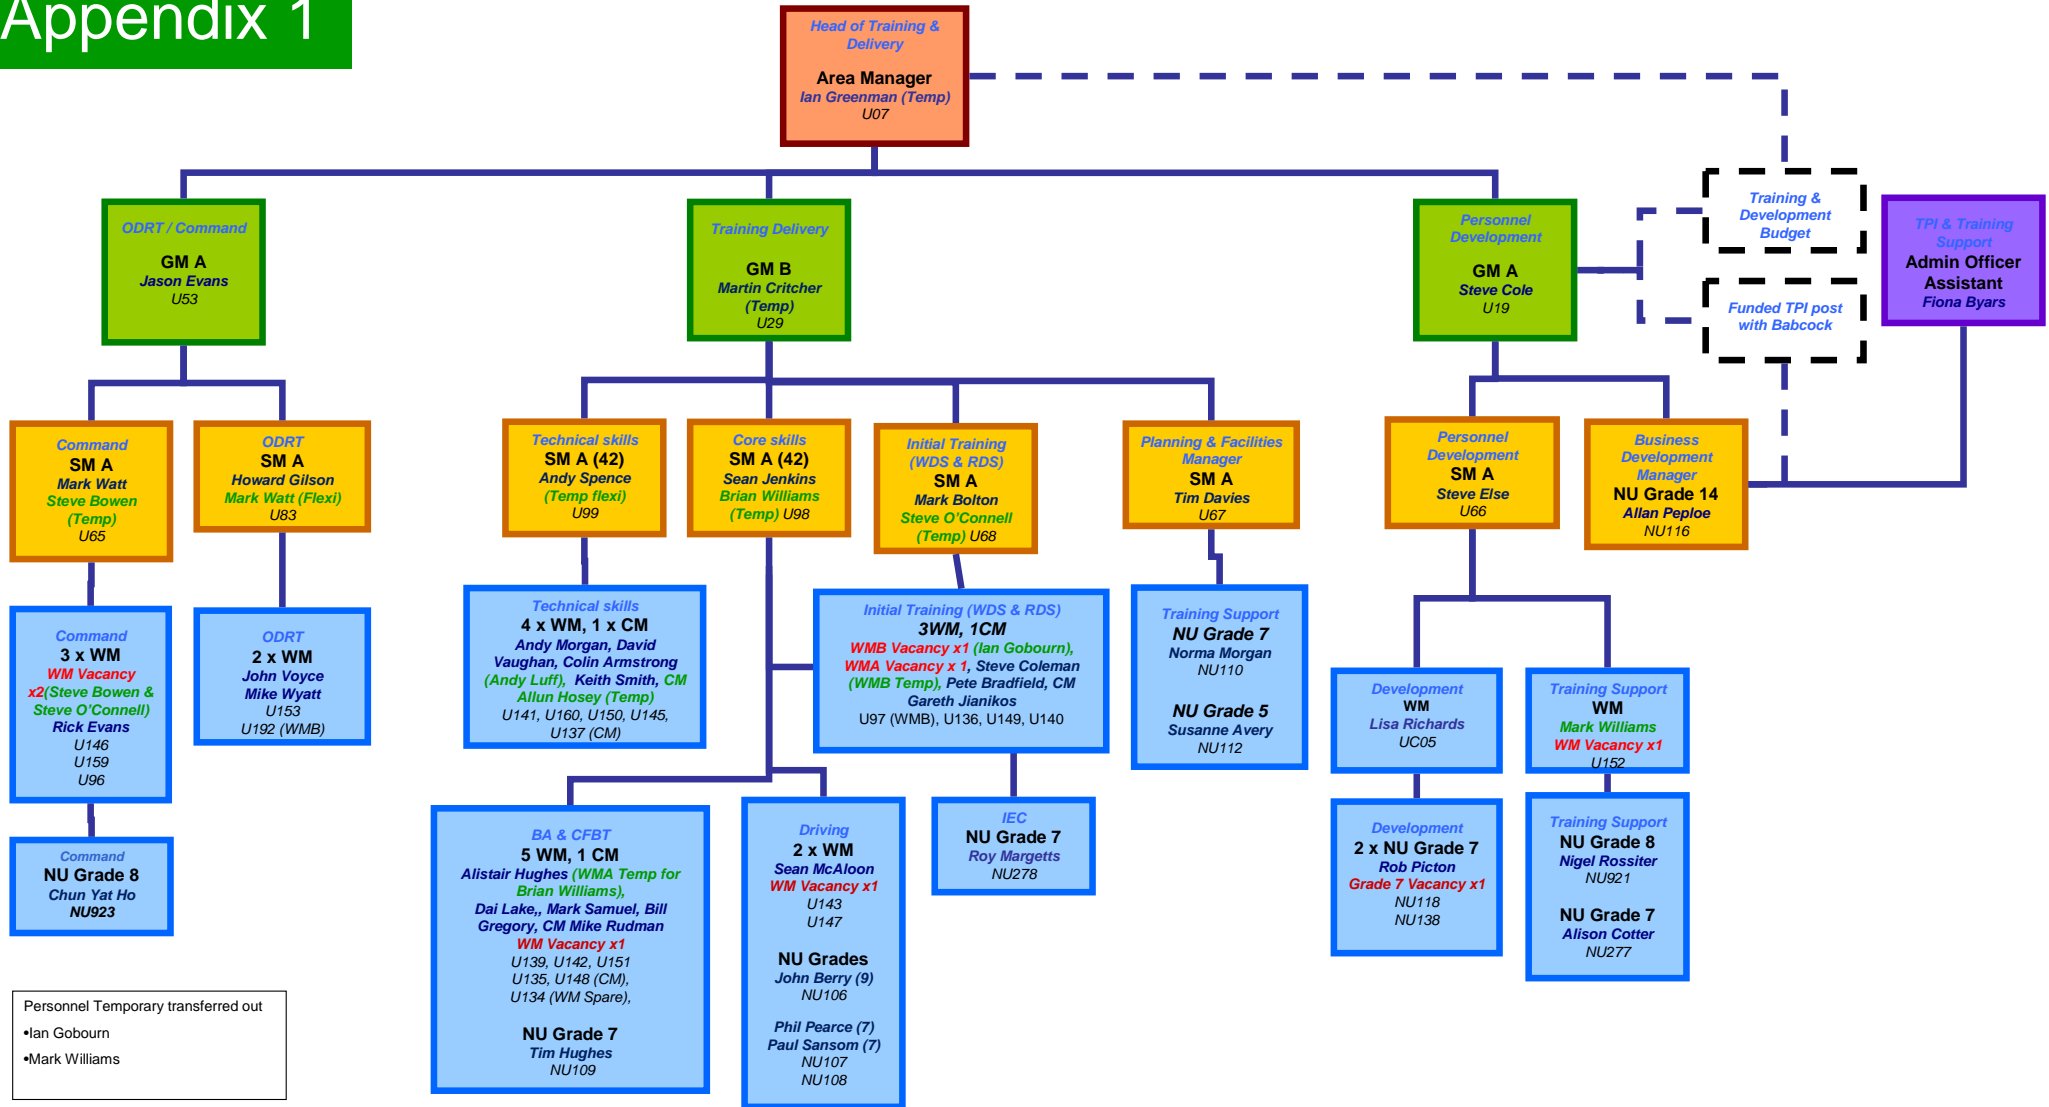 Appendix 1
Head of Training &
Delivery
Area Manager
Ian Greenman (Temp)
U07
ODRT / Command
GM A
Jason Evans
U53
Training Delivery
GM B
Martin Critcher
(Temp)
U29
Personnel
Development
GM A
Steve Cole
U19
Training &
Development
Budget
Funded TPI post
with Babcock
TPI & Training
Support
Admin Officer
Assistant
Fiona Byars
Command
SM A
Mark Watt
Steve Bowen
(Temp)
U65
ODRT
SM A
Howard Gilson
Mark Watt (Flexi)
U83
Technical skills
SM A (42)
Andy Spence
(Temp flexi)
U99
Core skills
SM A (42)
Sean Jenkins
Brian Williams
(Temp) U98
Initial Training
(WDS & RDS)
SM A
Mark Bolton
Steve O'Connell
(Temp) U68
Planning & Facilities
Manager
SM A
Tim Davies
U67
Personnel
Development
SM A
Steve Else
U66
Business
Development
Manager
NU Grade 14
Allan Peploe
NU116
Command
3 x WM
WM Vacancy
x2(Steve Bowen &
Steve O'Connell)
Rick Evans
U146
U159
U96
ODRT
2 x WM
John Voyce
Mike Wyatt
U153
U192 (WMB)
Technical skills
4 x WM, 1 x CM
Andy Morgan, David
Vaughan, Colin Armstrong
(Andy Luff), Keith Smith, CM
Allun Hosey (Temp)
U141, U160, U150, U145,
U137 (CM)
Initial Training (WDS & RDS)
3WM, 1CM
WMB Vacancy x1 (Ian Gobourn),
WMA Vacancy x 1, Steve Coleman
(WMB Temp), Pete Bradfield, CM
Gareth Jianikos
U97 (WMB), U136, U149, U140
Training Support
NU Grade 7
Norma Morgan
NU110
NU Grade 5
Susanne Avery
NU112
Development
WM
Lisa Richards
UC05
Training Support
WM
Mark Williams
WM Vacancy x1
U152
Command
NU Grade 8
Chun Yat Ho
NU923
BA & CFBT
5 WM, 1 CM
Alistair Hughes (WMA Temp for
Brian Williams),
Dai Lake,, Mark Samuel, Bill
Gregory, CM Mike Rudman
WM Vacancy x1
U139, U142, U151
U135, U148 (CM),
U134 (WM Spare),
NU Grade 7
Tim Hughes
NU109
Driving
2 x WM
Sean McAloon
WM Vacancy x1
U143
U147
NU Grades
John Berry (9)
NU106
Phil Pearce (7)
Paul Sansom (7)
NU107
NU108
IEC
NU Grade 7
Roy Margetts
NU278
Development
2 x NU Grade 7
Rob Picton
Grade 7 Vacancy x1
NU118
NU138
Training Support
NU Grade 8
Nigel Rossiter
NU921
NU Grade 7
Alison Cotter
NU277
Personnel Temporary transferred out
•Ian Gobourn
•Mark Williams